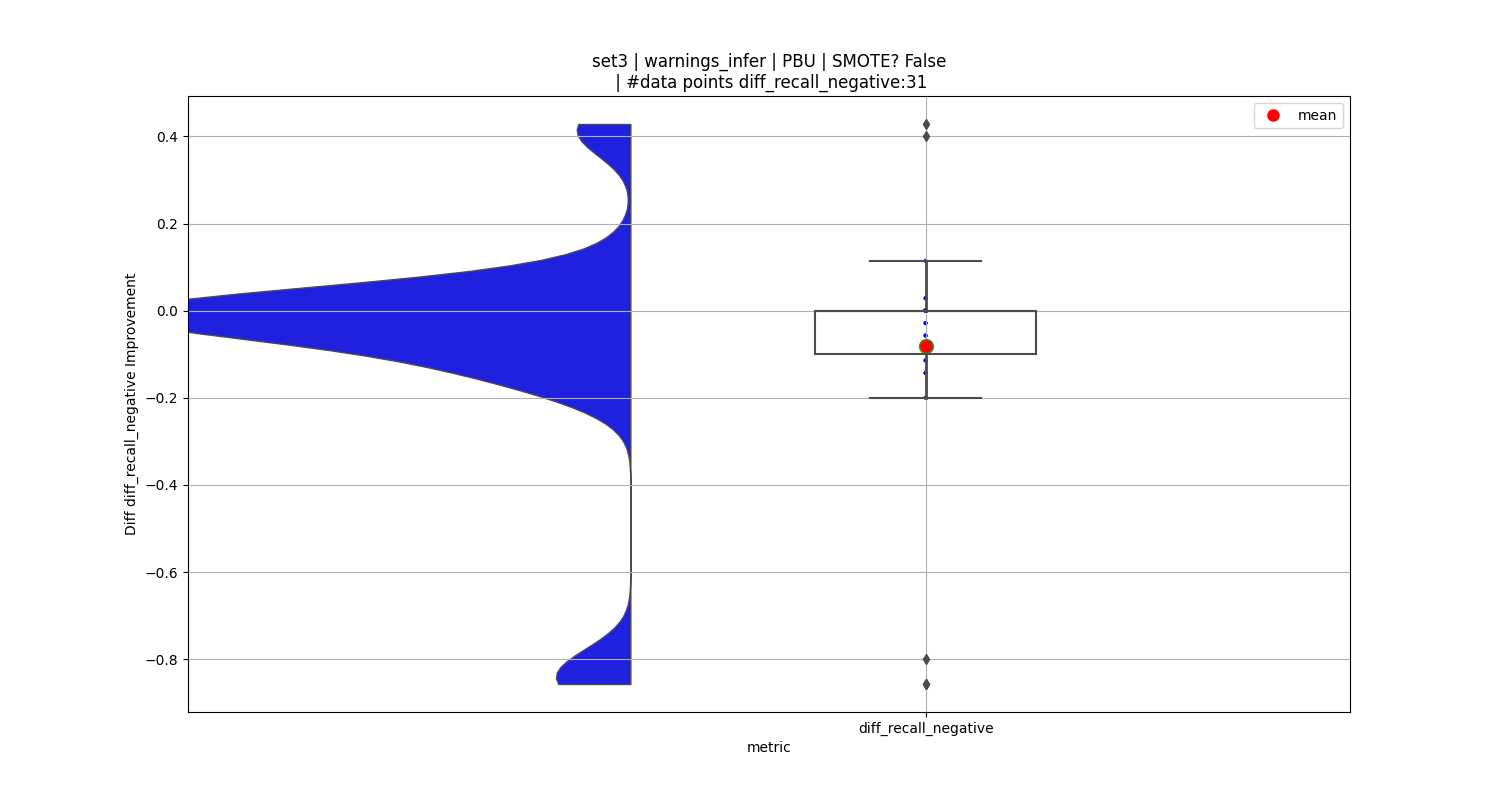 set3 | warnings_infer | PBU | SMOTE? False
| #data points diff_recall_negative:31
mean
0.4
0.2
0.0
−0.2
−0.4
−0.6
−0.8
Diff diff_recall_negative Improvement
diff_recall_negative
metric